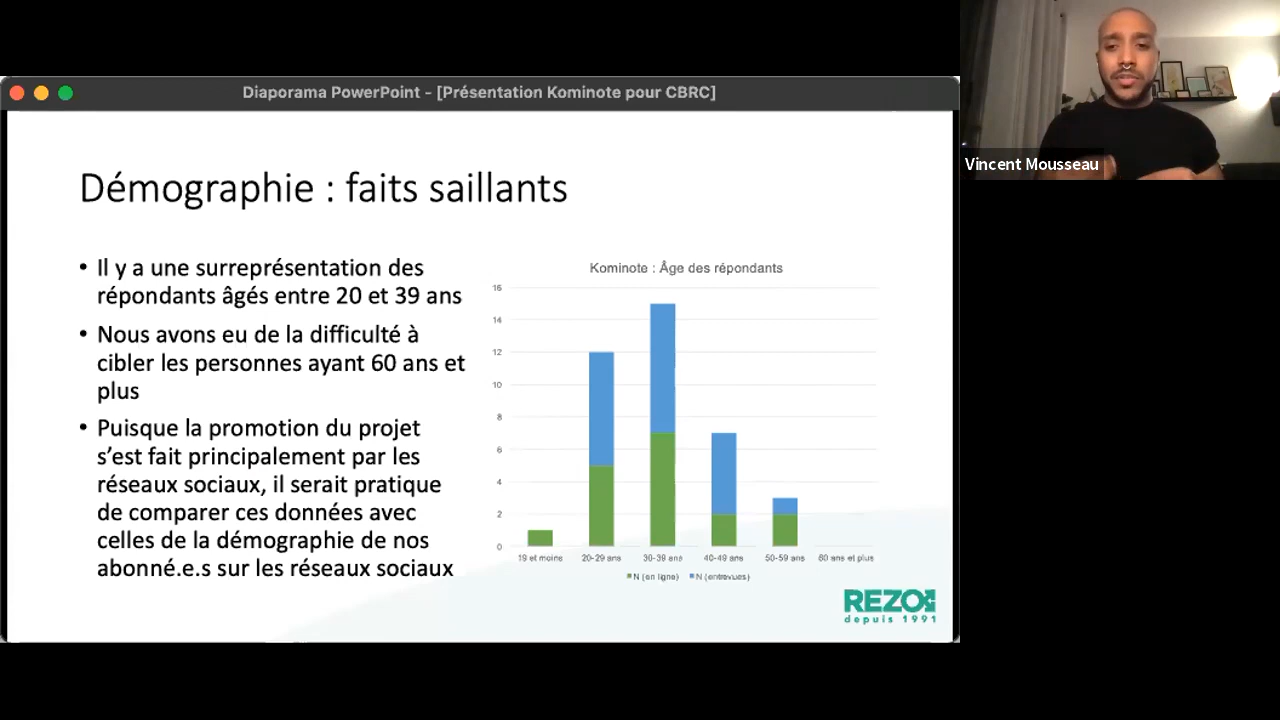 Diaporama PowerPoint - [Présentation Kominote pour CBRC]
Vincent Mousseau
Démographie : faits saillants
• Il y a une surreprésentation des
répondants âgés entre 20 et 39 ans
• Nous avons eu de la difficulté à
cibler les personnes ayant 60 ans et
plus
• Puisque la promotion du projet
s’est fait principalement par les
réseaux sociaux, il serait pratique
de comparer ces données avec
celles de la démographie de nos
abonné.e.s sur les réseaux sociaux
Kominote : Âge des répondants
16
14
12
10
8
6
4
2
0
19 et moins 20-29 ans 30-39 ans 40-49 ans 50-59 ans 60 ans et plus
N (en ligne) N (entrevues)
REZO
depuis 1991